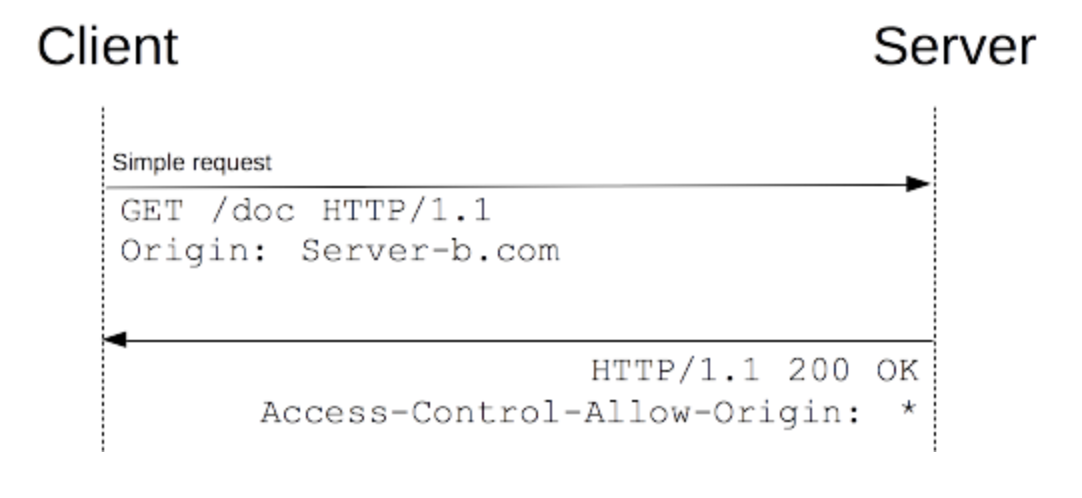 Client
Server
Simple request
GET /doc HTTP/1.1
Origin: Server-b.com
HTTP/1.1 200 OK
Access-Control-Allow-Origin: *